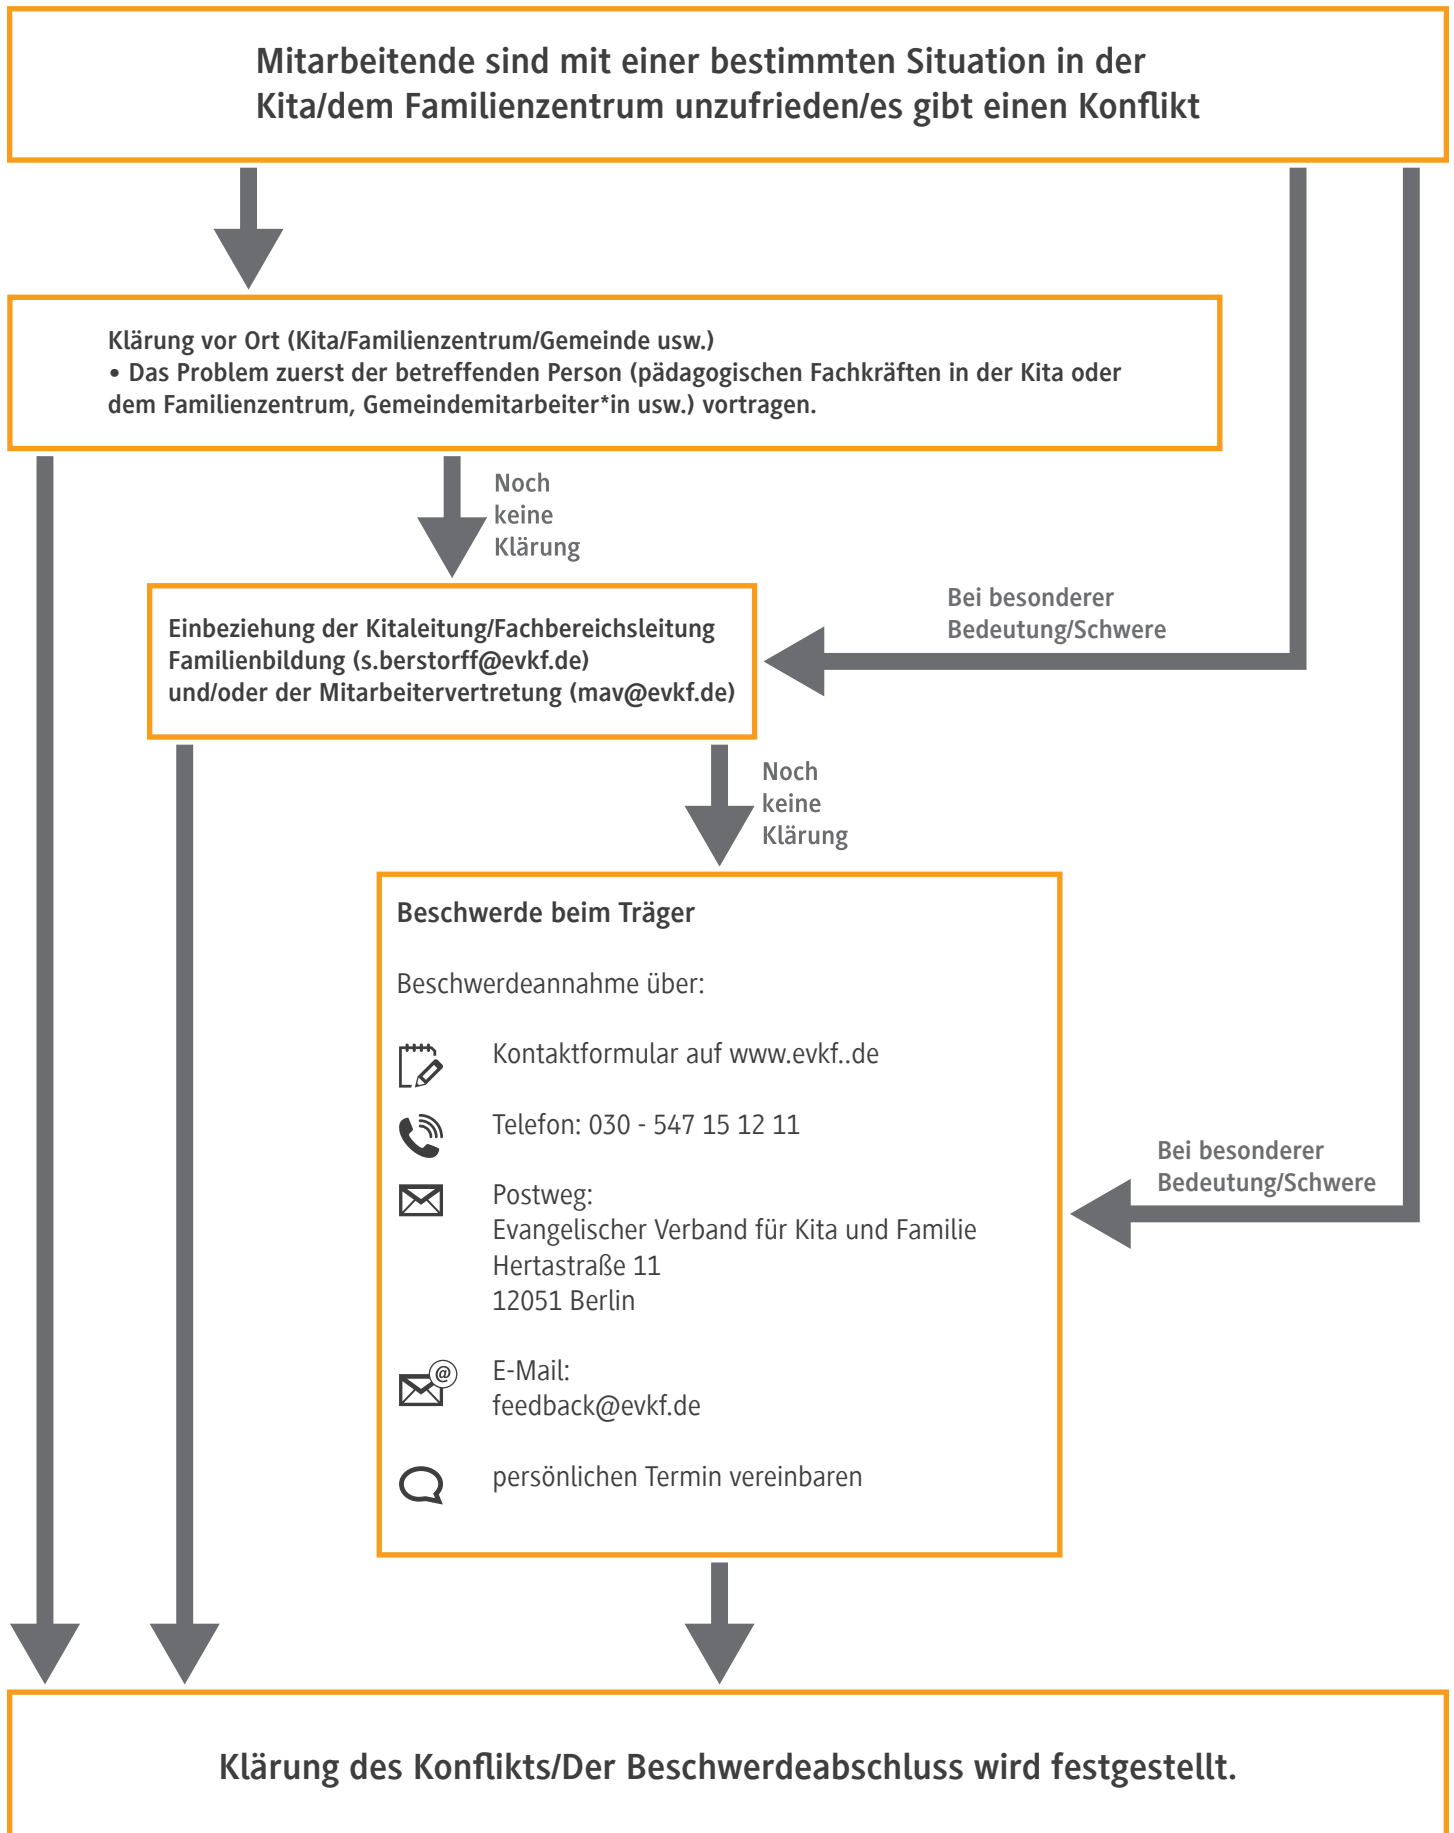 Mitarbeitende sind mit einer bestimmten Situation in der
Kita/dem Familienzentrum unzufrieden/es gibt einen Konflikt
Klärung vor Ort (Kita/Familienzentrum/Gemeinde usw.)
• Das Problem zuerst der betreffenden Person (pädagogischen Fachkräften in der Kita oder
dem Familienzentrum, Gemeindemitarbeiter*in usw.) vortragen.
Noch
keine
Klärung
Bei besonderer
Bedeutung/Schwere
Einbeziehung der Kitaleitung/Fachbereichsleitung
Familienbildung (s.berstorff@evkf.de)
und/oder der Mitarbeitervertretung (mav@evkf.de)
Noch
keine
Klärung
Beschwerde beim Träger
Beschwerdeannahme über:
Kontaktformular auf www.evkf..de
Telefon: 030 - 547 15 12 11
Postweg:
Evangelischer Verband für Kita und Familie
Hertastraße 11
12051 Berlin
@
E-Mail:
feedback@evkf.de
persönlichen Termin vereinbaren
Bei besonderer
Bedeutung/Schwere
Klärung des Konflikts/Der Beschwerdeabschluss wird festgestellt.